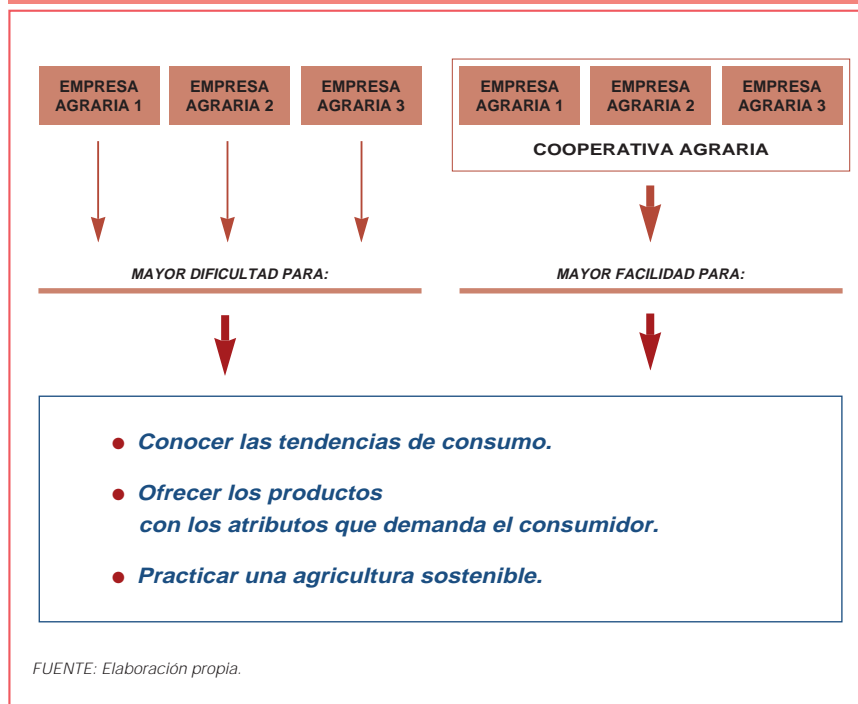 EMPRESA
AGRARIA 1
EMPRESA
AGRARIA 2
EMPRESA
AGRARIA 3
EMPRESA
AGRARIA 1
EMPRESA
AGRARIA 2
EMPRESA
AGRARIA 3
COOPERATIVA AGRARIA
MAYOR DIFICULTAD PARA:
MAYOR FACILIDAD PARA:
● Conocer las tendencias de consumo.
● Ofrecer los productos
con los atributos que demanda el consumidor.
● Practicar una agricultura sostenible.
FUENTE: Elaboración propia.